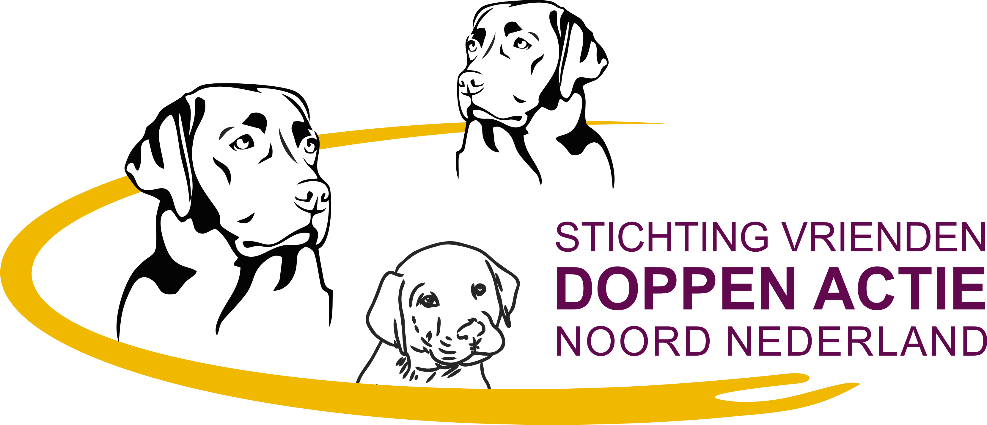 STICHTING VRIENDEN
DOPPEN ACTIE
NOORD NEDERLAND